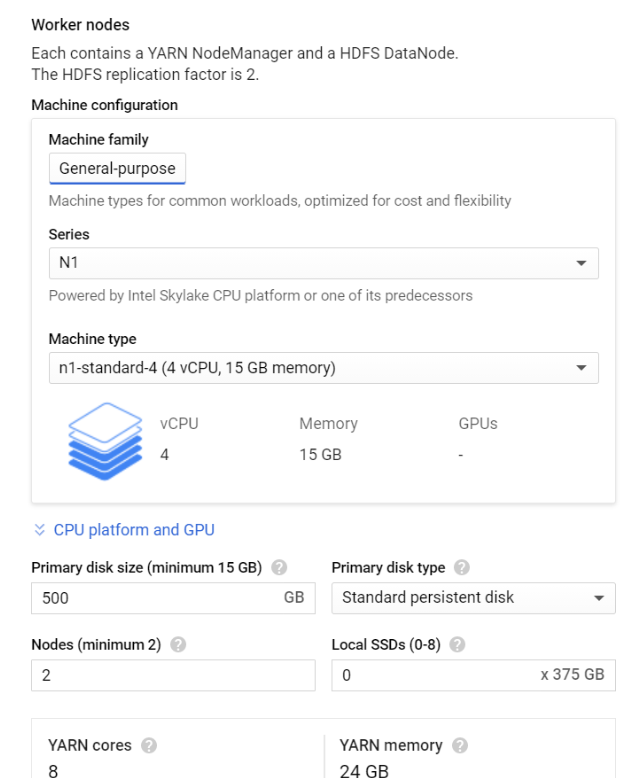 Worker nodes
Each contains a YARN NodeManager and a HDFS DataNode.
The HDFS replication factor is 2.
Machine configuration
Machine family
General-purpose
Machine types for common workloads, optimized for cost and flexibility
Series
N1
Powered by Intel Skylake CPU platform or one of its predecessors
Machine type
n1-standard-4 (4 vCPU, 15 GB memory)
vCPU Memory GPUs
4 15 GB -
CPU platform and GPU
Primary disk size (minimum 15 GB) ? Primary disk type ?
500 GB Standard persistent disk
Nodes (minimum 2) ? Local SSDs (0-8) ?
2 0 x 375 GB
YARN cores ? YARN memory ?
8 24 GB